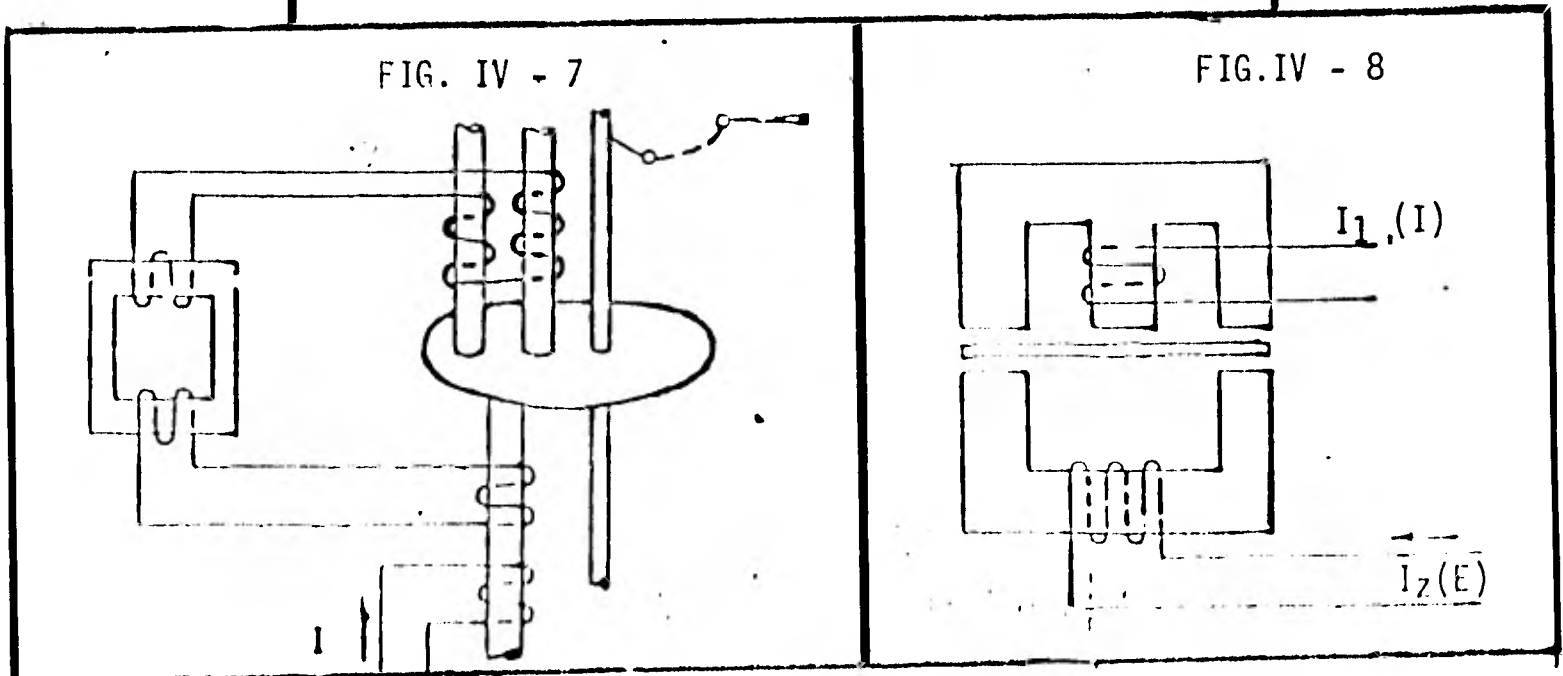 FIG. IV - 7
I
FIG.IV - 8
I1 (I)
I2(E)